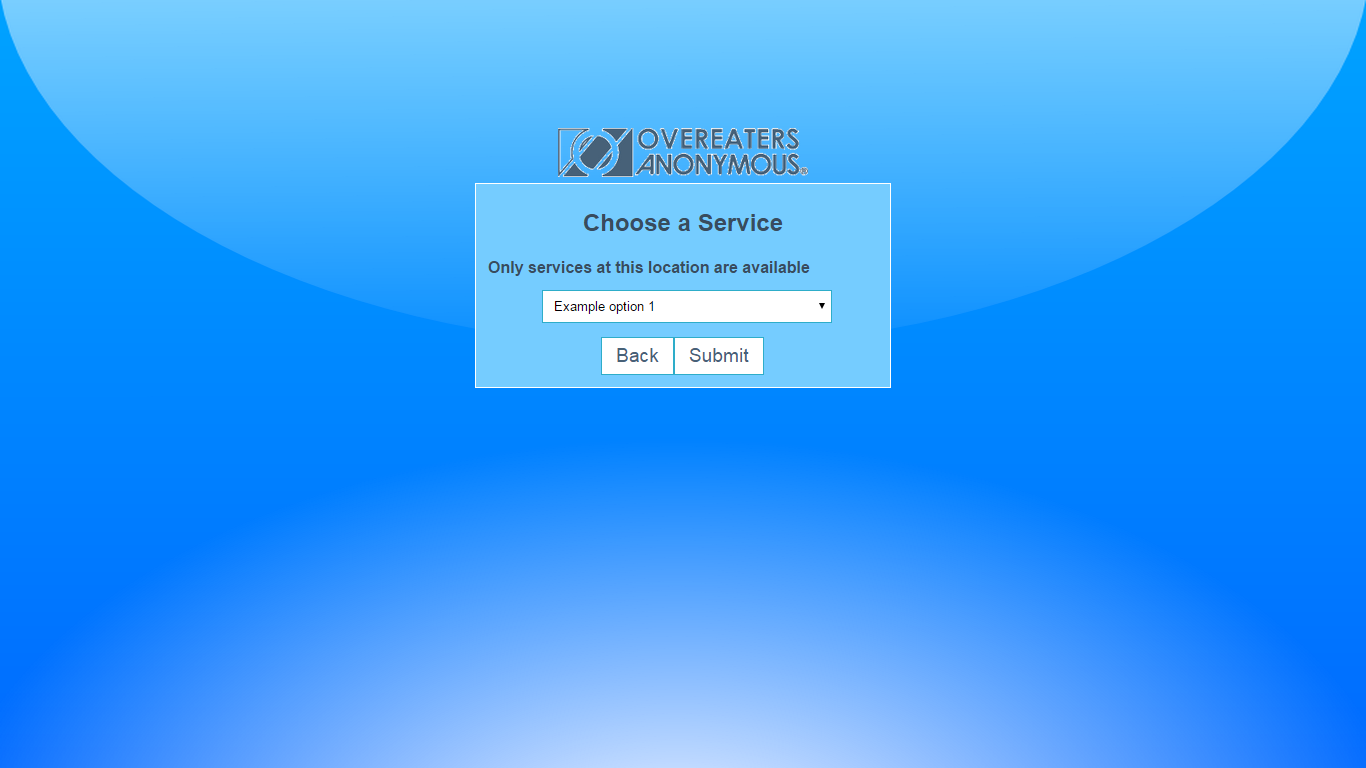 OVEREATERS
ANONYMOUS®
Choose a Service
Only services at this location are available
Example option 1
Back Submit